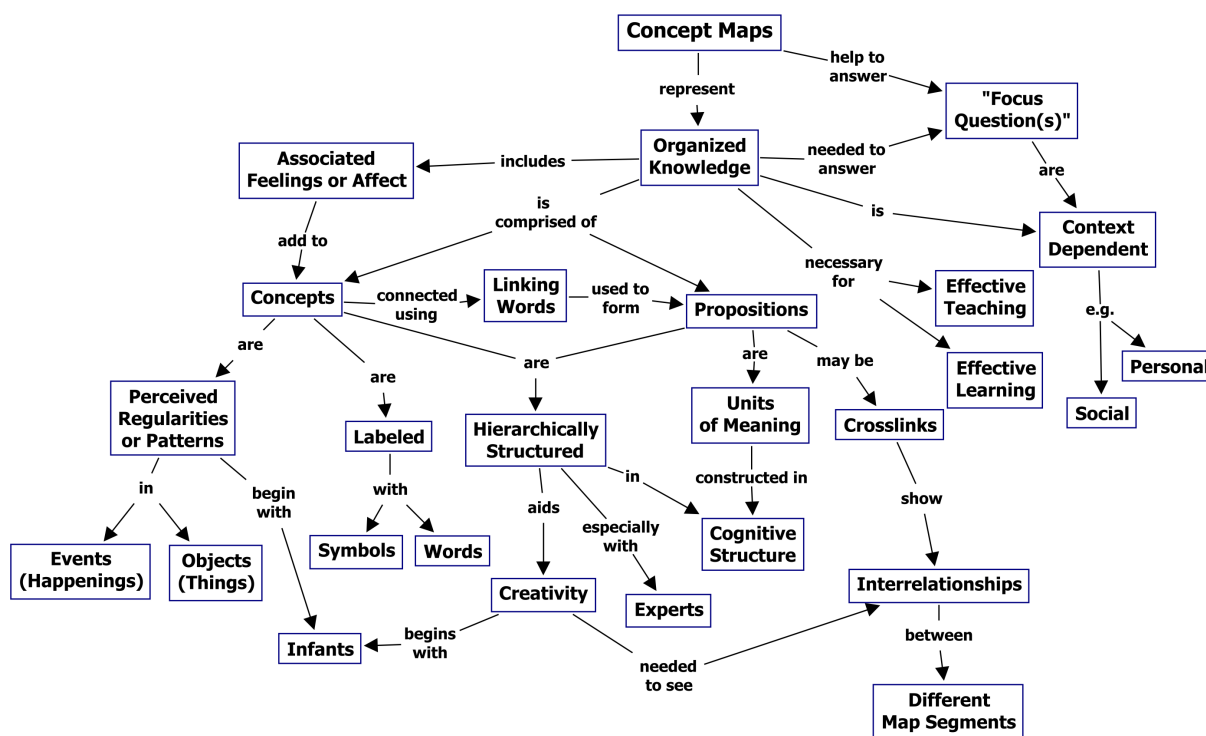 Concept Maps
help to
answer
represent
"Focus
Question(s)"
Organized
Knowledge
needed to
answer
Associated
Feelings or Affect
includes
are
is
comprised of
is
Context
Dependent
add to
necessary
for
Concepts
connected
using
Linking
Words
used to
form
Propositions
Effective
Teaching
e.g.
are
are
are
are
may be
Effective
Learning
Personal
Social
Perceived
Regularities
or Patterns
Labeled
Hierarchically
Structured
Units
of Meaning
Crosslinks
in
begin
with
with
aids
in
especially
with
constructed in
show
Events
(Happenings)
Objects
(Things)
Symbols
Words
Cognitive
Structure
Creativity
Experts
Interrelationships
Infants
begins
with
needed
to see
between
Different
Map Segments